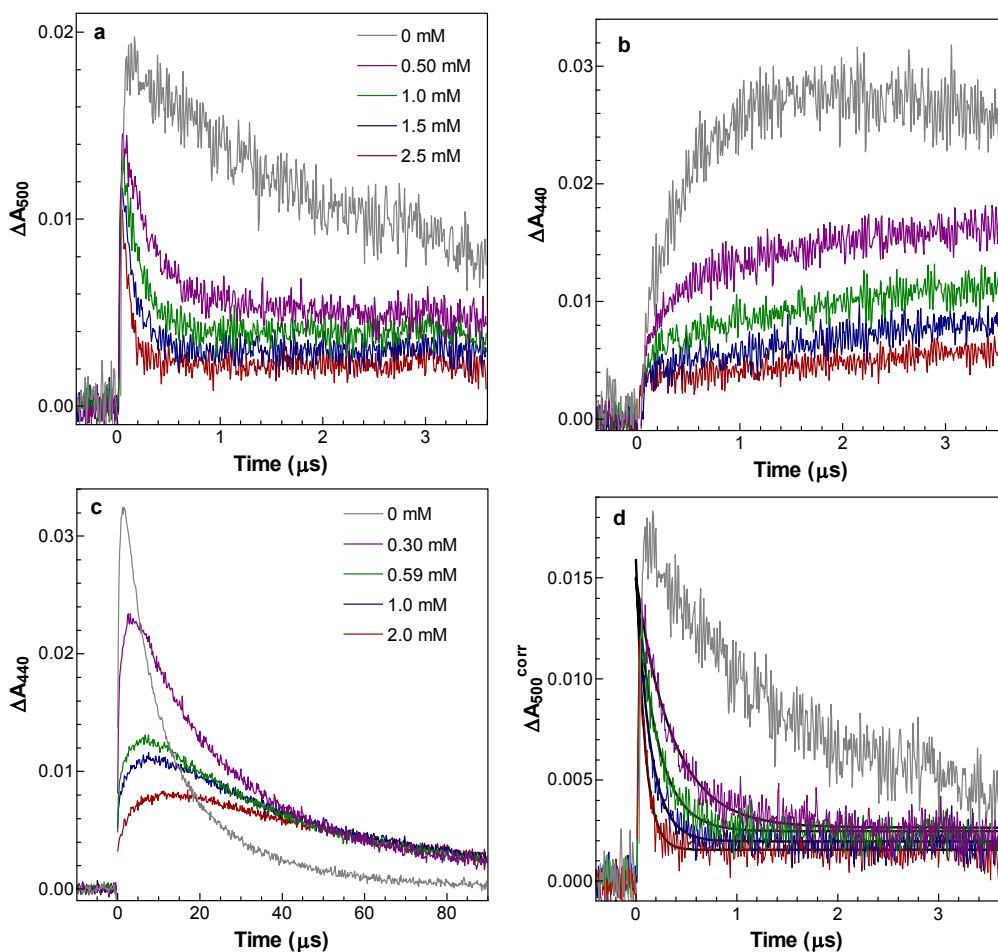 a
0 mM
0.50 mM
1.0 mM
1.5 mM
2.5 mM
0.02
0.01
0.00
ΔA500
0
1
2
3
Time (μs)
b
0.03
0.02
0.01
0.00
ΔA440
0
1
2
3
Time (μs)
c
0 mM
0.30 mM
0.59 mM
1.0 mM
2.0 mM
0.03
0.02
0.01
0.00
ΔA440
0
20
40
60
80
Time (μs)
d
0.015
0.010
0.005
0.000
ΔA500corr
0
1
2
3
Time (μs)